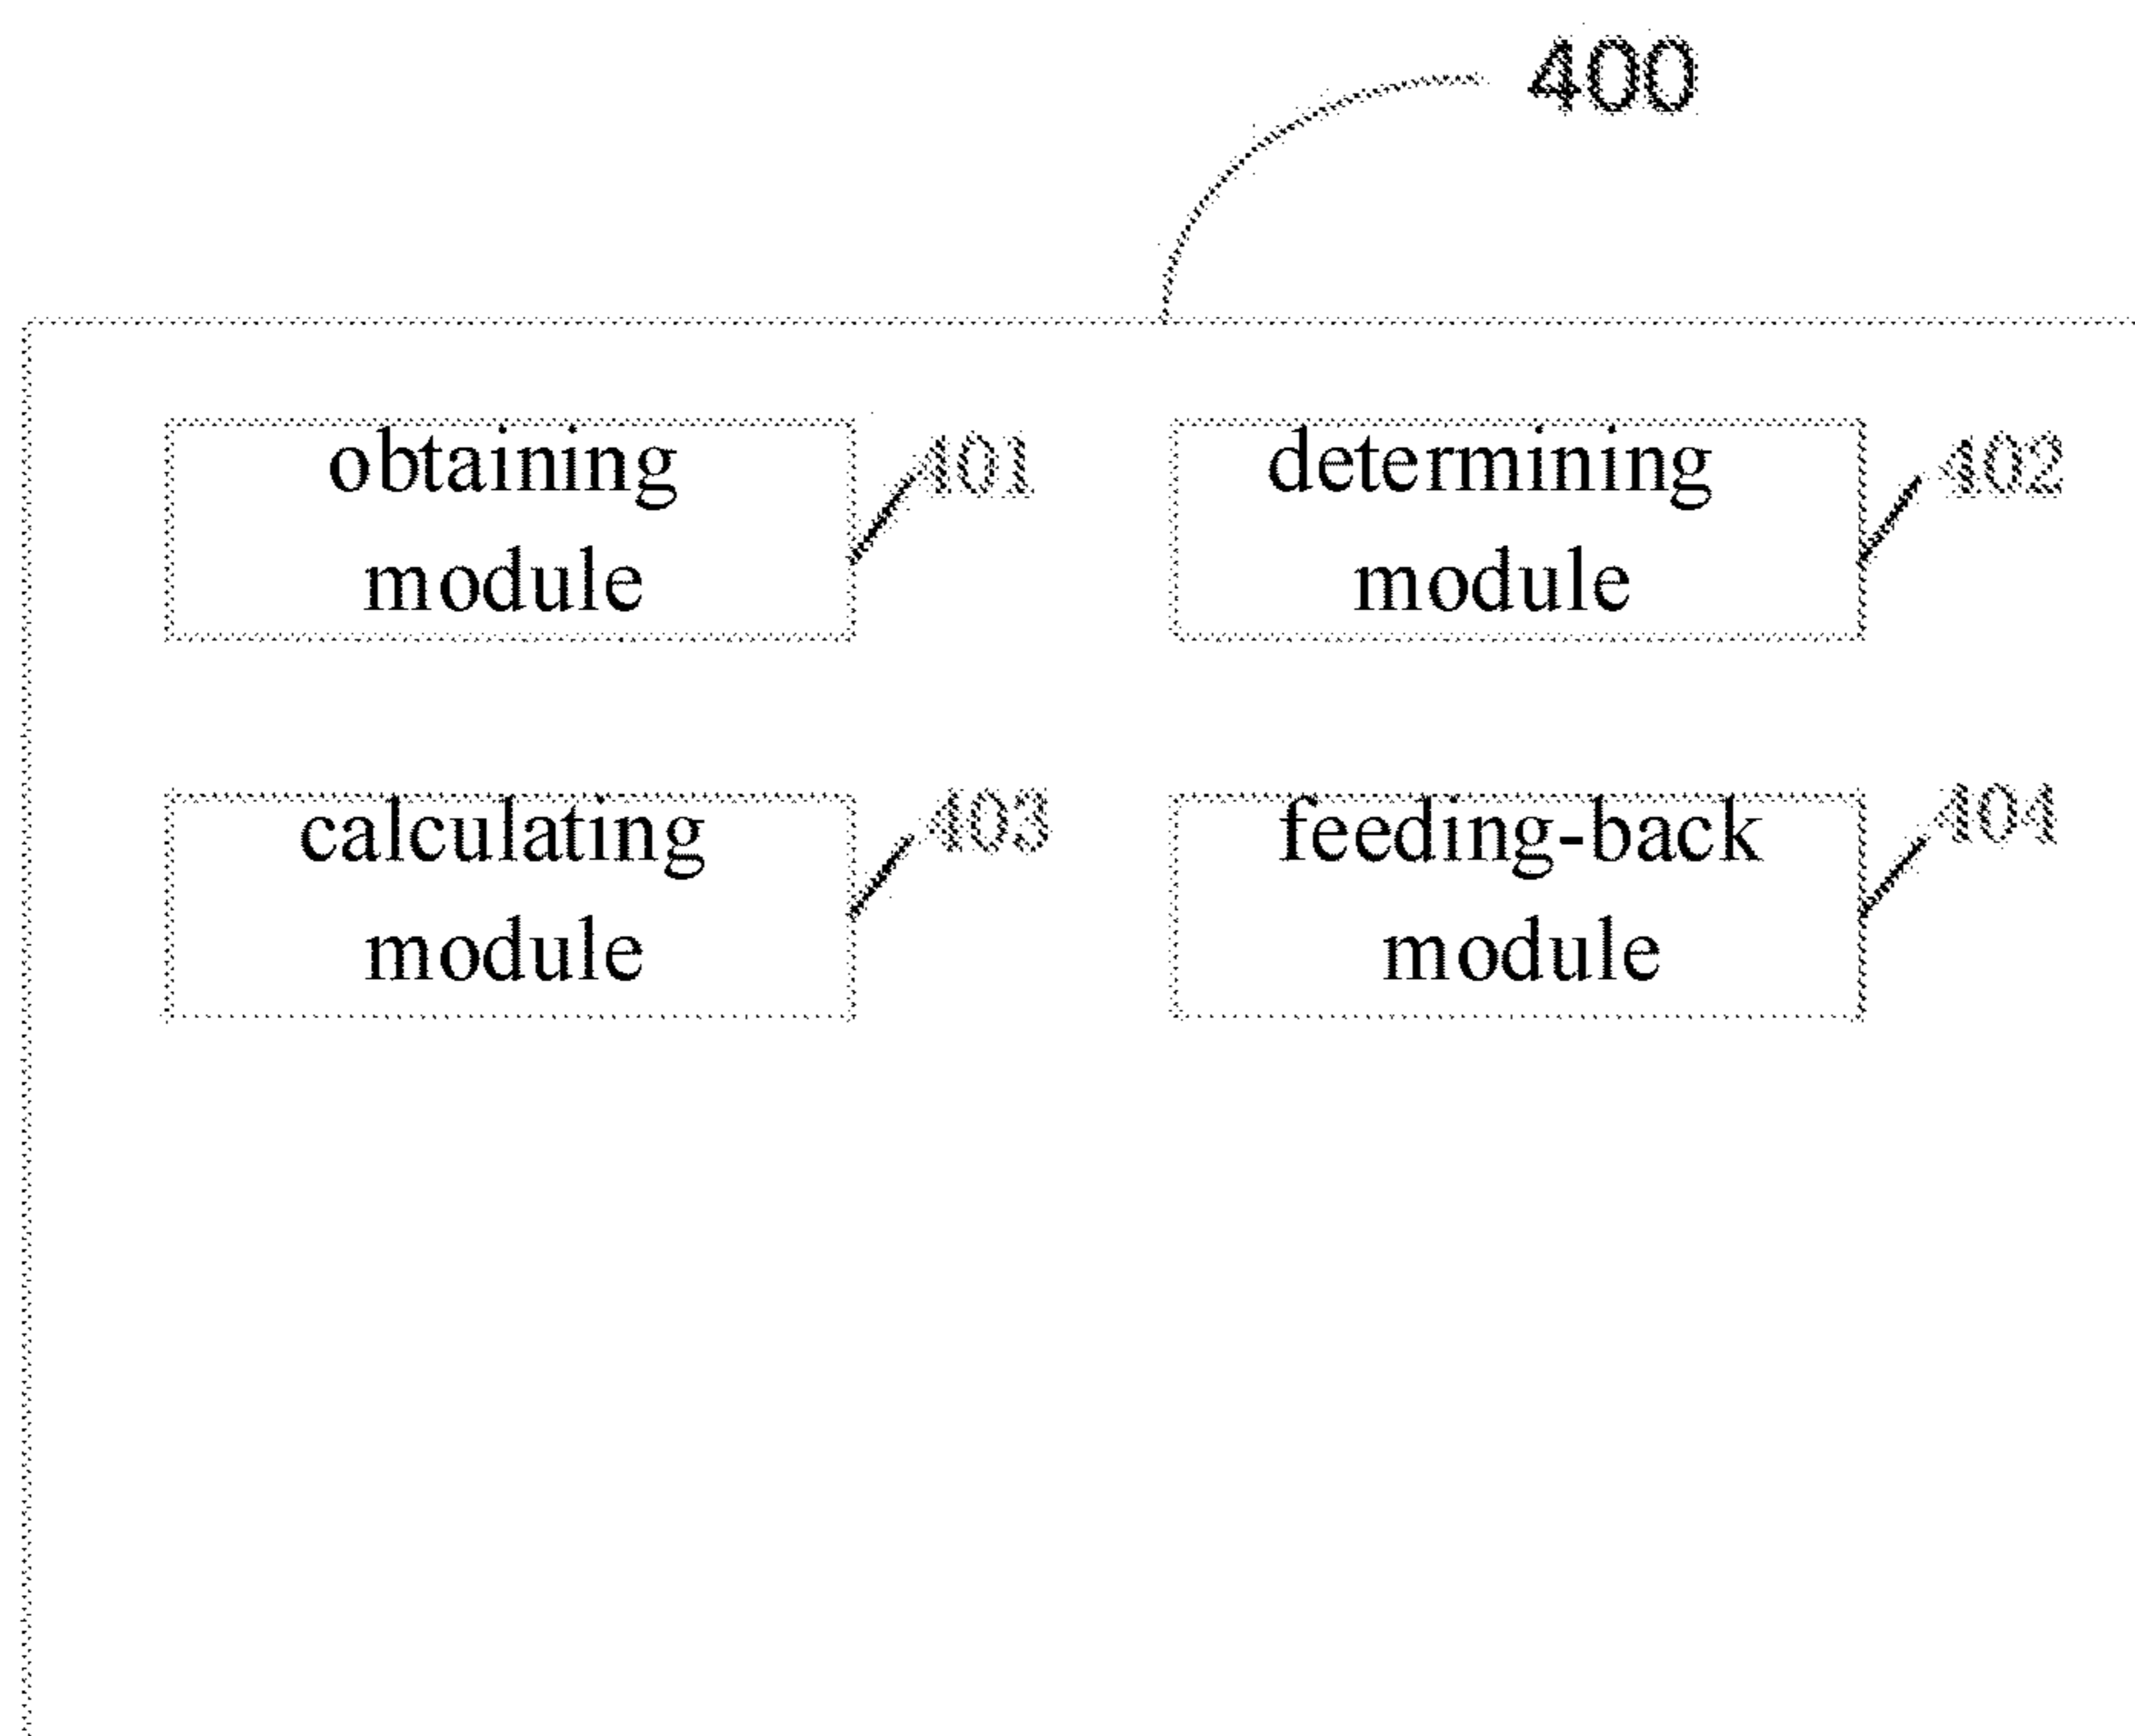 400
obtaining
module
401
determining
module
402
calculating
module
403
feeding-back
module
404